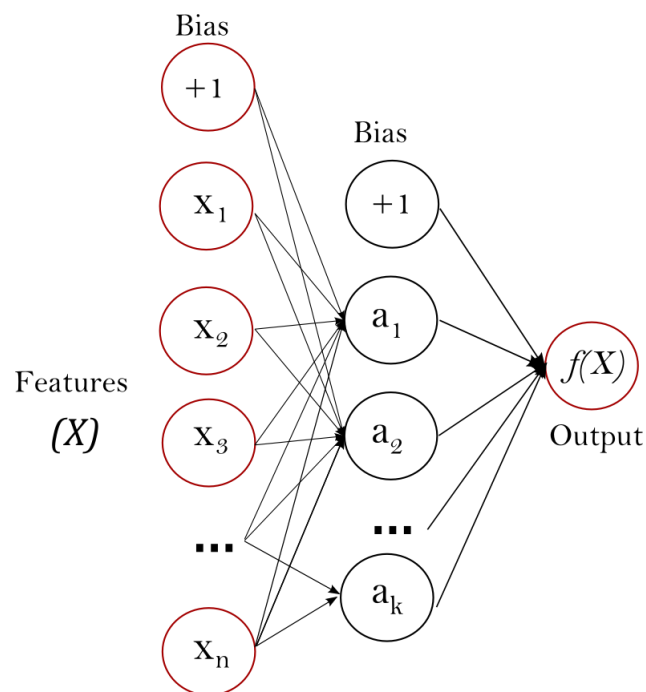 Bias
+1
x₁
x₂
x₃
...
xₙ
Features
(X)
Bias
+1
a₁
a₂
...
aₖ
f(X)
Output